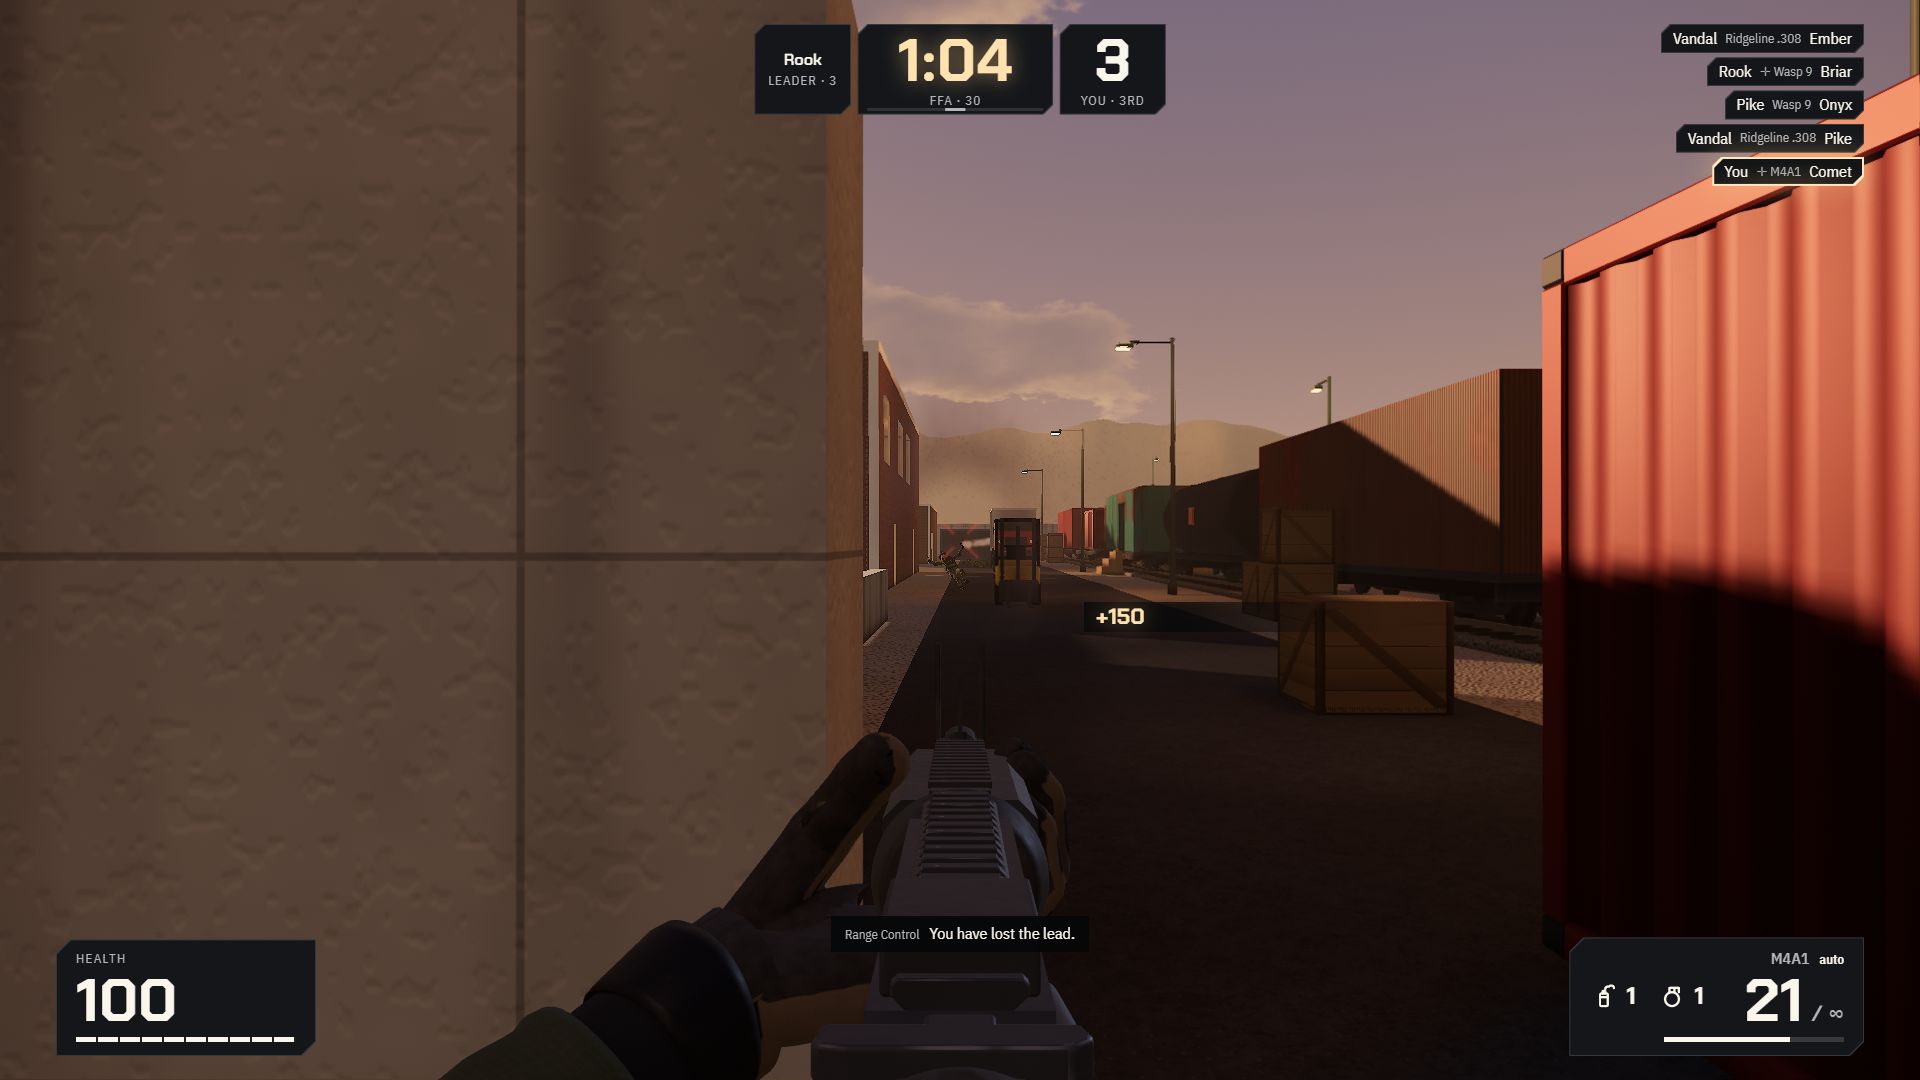 Rook
LEADER · 3
1:04
FFA · 30
3
YOU · 3RD
Vandal Ridgeline .308 Ember
Rook Wasp 9 Briar
Pike Wasp 9 Onyx
Vandal Ridgeline .308 Pike
You M4A1 Comet
+150
Range Control You have lost the lead.
HEALTH
100
M4A1 auto
1 1 21 / ∞